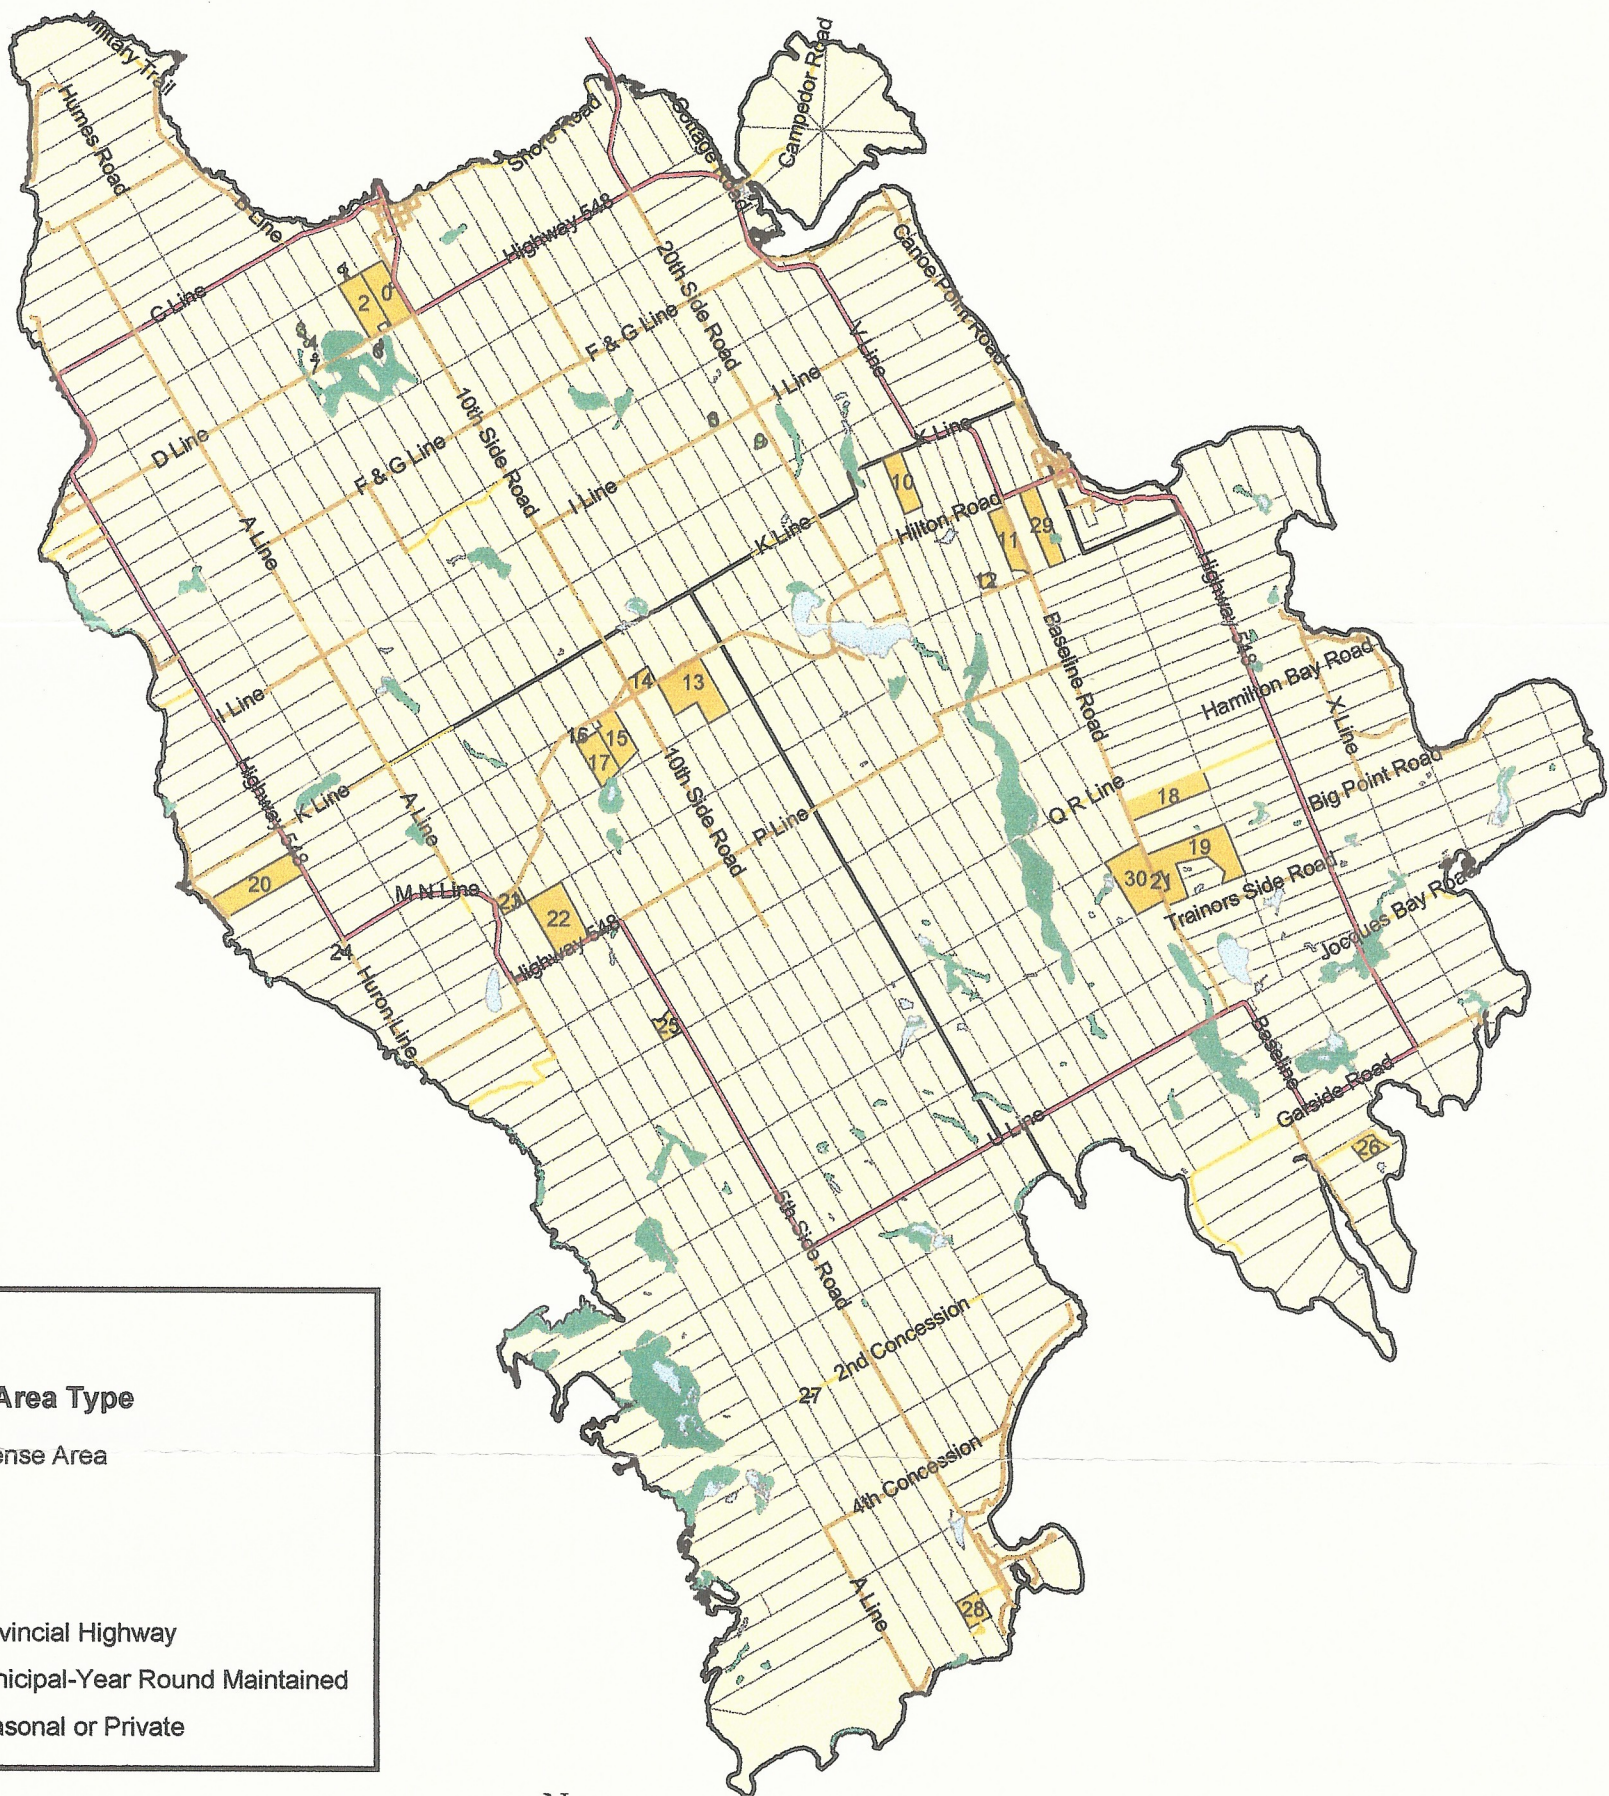 Military Trail
Campedor Road
Humes Road
Shore Road
Cottage Road
B Line
Highway 548
20th Side Road
Canoe Point Road
C Line
2
0
F & G Line
V Line
6
I Line
10th Side Road
8
9
D Line
F & G Line
K Line
10
I Line
Hilton Road
29
A Line
K Line
11
12
Highway 548
Baseline Road
Hamilton Bay Road
14
13
I Line
X Line
16
15
17
10th Side Road
Big Point Road
Highway 548
K Line
A Line
Q R Line
18
P Line
19
20
M N Line
30
21
Trainors Side Road
Jocques Bay Road
22
Highway 548
24
Huron Line
25
Baseline
Garside Road
U Line
26
5th Side Road
2nd Concession
27
4th Concession
A Line
28
Area Type
ense Area
vincial Highway
nicipal-Year Round Maintained
asonal or Private
N